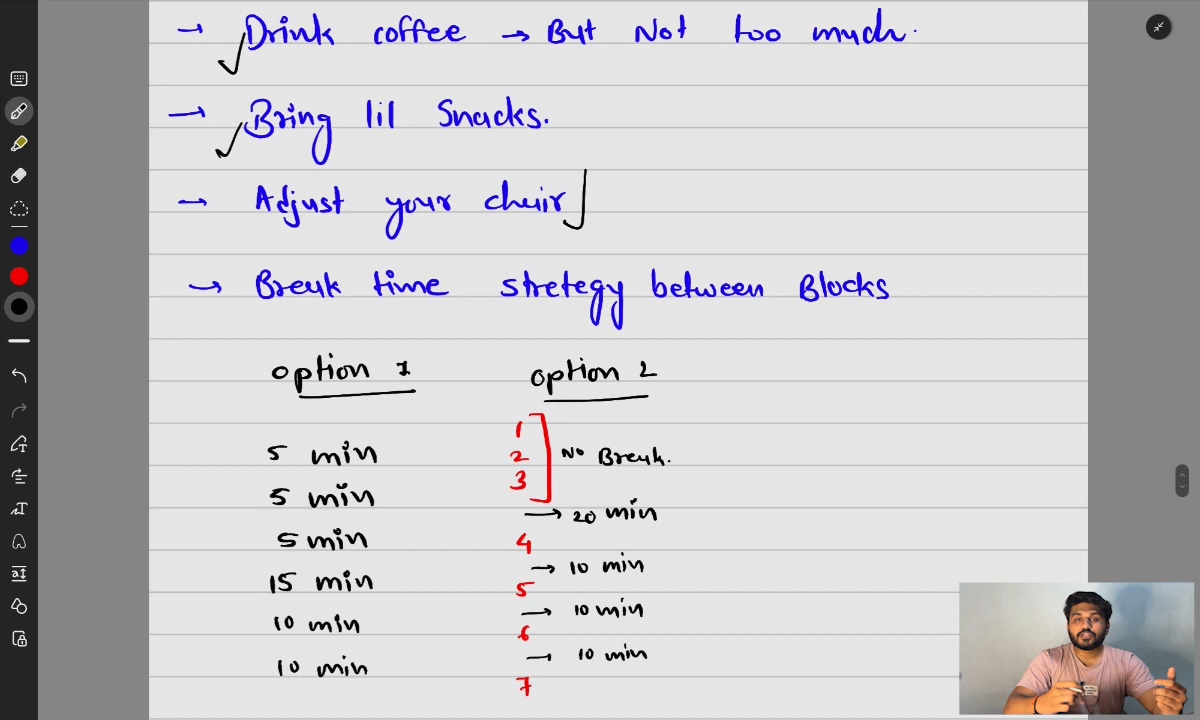 → Drink coffee → But Not too much.
→ Bring lil Snacks.
→ Adjust your chair
→ Break time stretegy between Blocks
option 1
5 min
5 min
5 min
15 min
10 min
10 min
option 2
1
2
3
No Break.
→ 20 min
4
→ 10 min
5
→ 10 min
6
→ 10 min
7